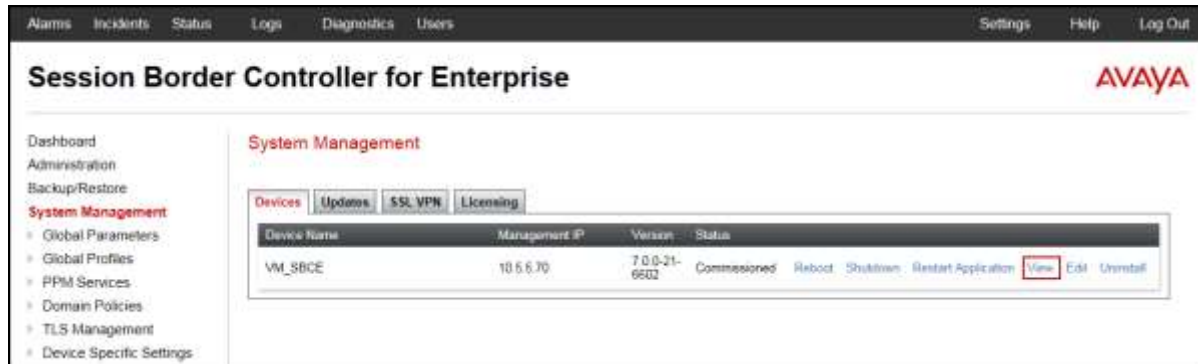 Alarms Incidents Status Logs Diagnostics Users Settings Help Log Out
Session Border Controller for Enterprise
AVAYA
Dashboard
Administration
Backup/Restore
System Management
Global Parameters
Global Profiles
PPM Services
Domain Policies
TLS Management
Device Specific Settings
System Management
Devices Updates SSL VPN Licensing
Device Name Management IP Version Status
VM_SBCE 10.5.5.70 7.0.0-21-6602 Commissioned Reboot Shutdown Restart Application View Edit Uninstall